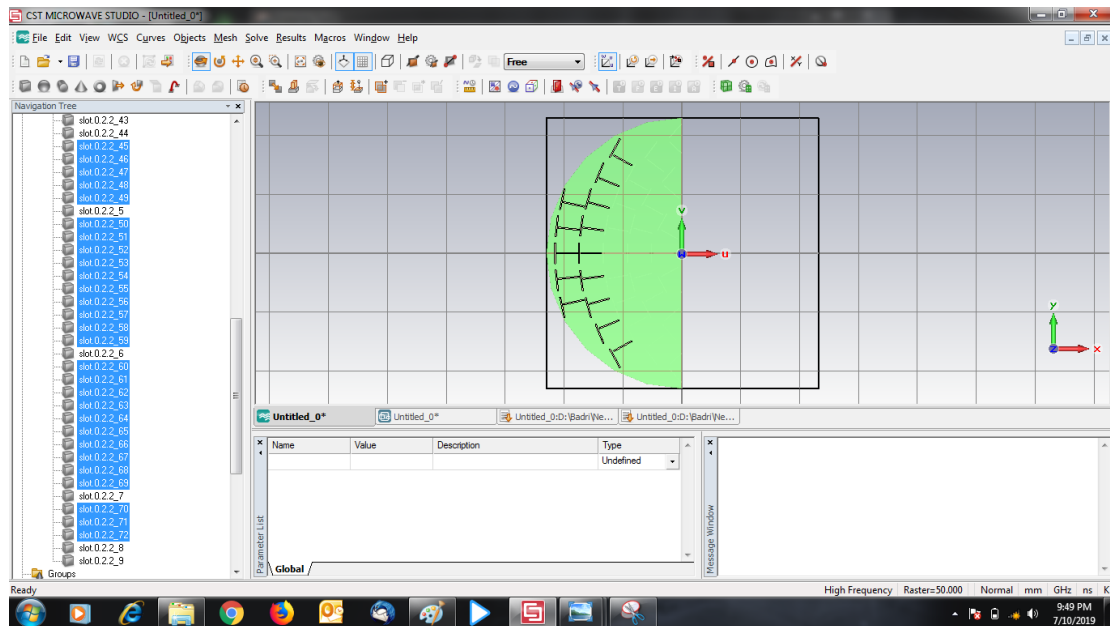 CST MICROWAVE STUDIO - [Untitled_0*]
File Edit View WCS Curves Objects Mesh Solve Results Macros Window Help
Free
Navigation Tree
slot.0.2.2_43
slot.0.2.2_44
slot.0.2.2_45
slot.0.2.2_46
slot.0.2.2_47
slot.0.2.2_48
slot.0.2.2_49
slot.0.2.2_5
slot.0.2.2_50
slot.0.2.2_51
slot.0.2.2_52
slot.0.2.2_53
slot.0.2.2_54
slot.0.2.2_55
slot.0.2.2_56
slot.0.2.2_57
slot.0.2.2_58
slot.0.2.2_59
slot.0.2.2_6
slot.0.2.2_60
slot.0.2.2_61
slot.0.2.2_62
slot.0.2.2_63
slot.0.2.2_64
slot.0.2.2_65
slot.0.2.2_66
slot.0.2.2_67
slot.0.2.2_68
slot.0.2.2_69
slot.0.2.2_7
slot.0.2.2_70
slot.0.2.2_71
slot.0.2.2_72
slot.0.2.2_8
slot.0.2.2_9
Groups
v
u
y
z x
Untitled_0* Untitled_0* Untitled_0:D:\Badri\Ne... Untitled_0:D:\Badri\Ne...
Name Value Description Type
Undefined
Parameter List
Global
Message Window
Ready High Frequency Raster=50.000 Normal mm GHz ns K
9:49 PM
7/10/2019